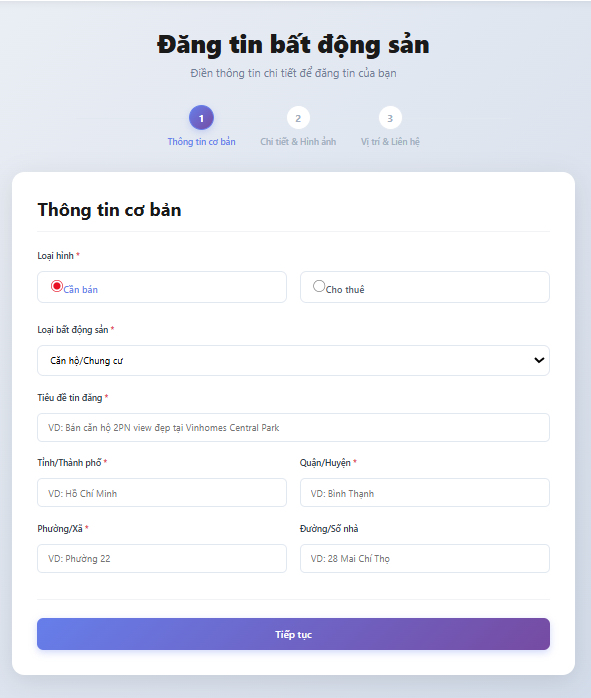 Đăng tin bất động sản
Điền thông tin chi tiết để đăng tin của bạn
1 2 3
Thông tin cơ bản Chi tiết & Hình ảnh Vị trí & Liên hệ
Thông tin cơ bản
Loại hình *
Cần bán Cho thuê
Loại bất động sản *
Căn hộ/Chung cư
Tiêu đề tin đăng *
VD: Bán căn hộ 2PN view đẹp tại Vinhomes Central Park
Tỉnh/Thành phố * Quận/Huyện *
VD: Hồ Chí Minh VD: Bình Thạnh
Phường/Xã * Đường/Số nhà
VD: Phường 22 VD: 28 Mai Chí Thọ
Tiếp tục